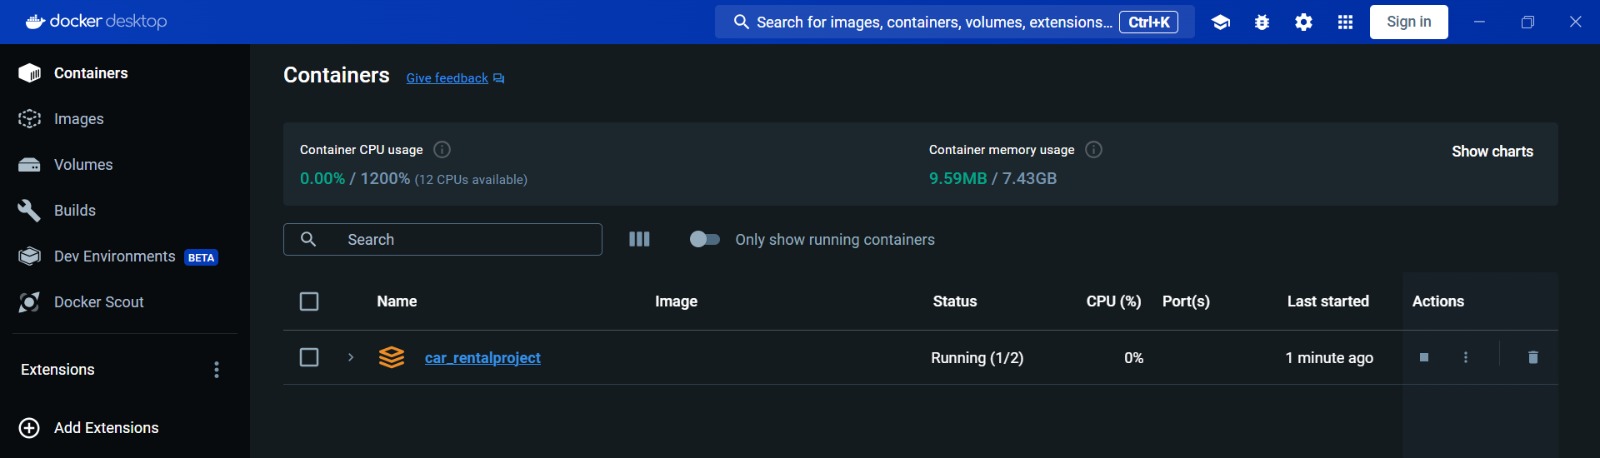 docker desktop
Search for images, containers, volumes, extensions... Ctrl+K
Sign in
Containers
Images
Volumes
Builds
Dev Environments BETA
Docker Scout
Extensions
Add Extensions
Containers Give feedback
Container CPU usage
0.00% / 1200% (12 CPUs available)
Container memory usage
9.59MB / 7.43GB
Show charts
Search
Only show running containers
Name Image Status CPU (%) Port(s) Last started Actions
car_rentalproject Running (1/2) 0% 1 minute ago